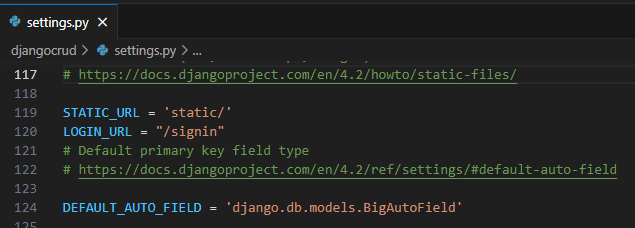 settings.py
djangocrud > settings.py > ...
117 # https://docs.djangoproject.com/en/4.2/howto/static-files/
118
119 STATIC_URL = 'static/'
120 LOGIN_URL = "/signin"
121 # Default primary key field type
122 # https://docs.djangoproject.com/en/4.2/ref/settings/#default-auto-field
123
124 DEFAULT_AUTO_FIELD = 'django.db.models.BigAutoField'
125